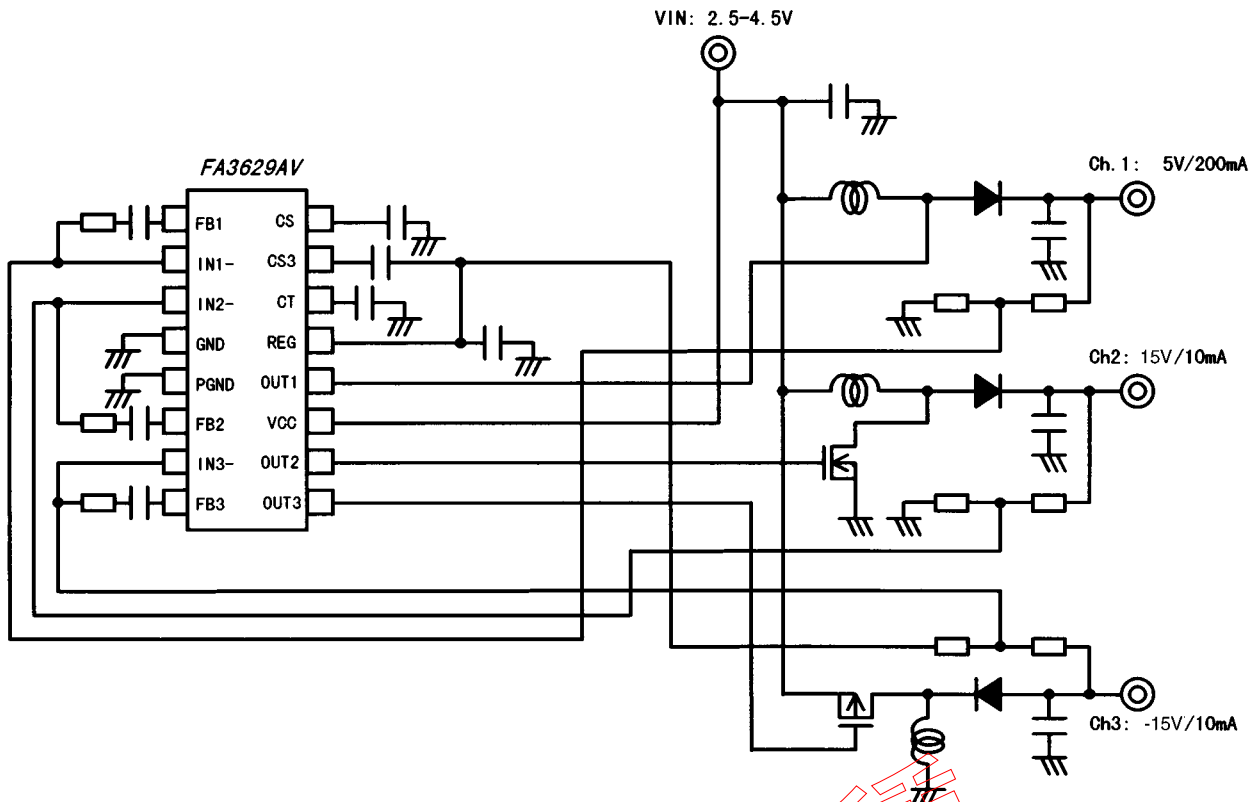 VIN: 2.5-4.5V
FA3629AV
FB1
IN1-
IN2-
GND
PGND
FB2
IN3-
FB3
CS
CS3
CT
REG
OUT1
VCC
OUT2
OUT3
Ch.1: 5V/200mA
Ch2: 15V/10mA
Ch3: -15V/10mA